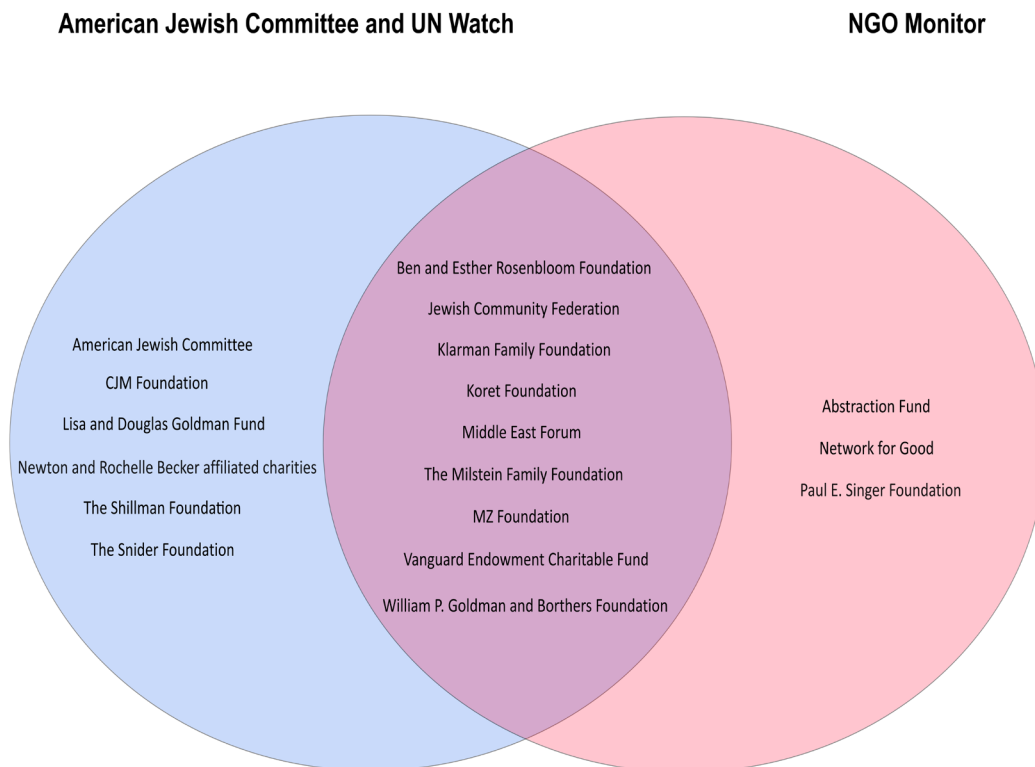 American Jewish Committee and UN Watch
NGO Monitor
American Jewish Committee
CJM Foundation
Lisa and Douglas Goldman Fund
Newton and Rochelle Becker affiliated charities
The Shillman Foundation
The Snider Foundation
Ben and Esther Rosenbloom Foundation
Jewish Community Federation
Klarman Family Foundation
Koret Foundation
Middle East Forum
The Milstein Family Foundation
MZ Foundation
Vanguard Endowment Charitable Fund
William P. Goldman and Borthers Foundation
Abstraction Fund
Network for Good
Paul E. Singer Foundation